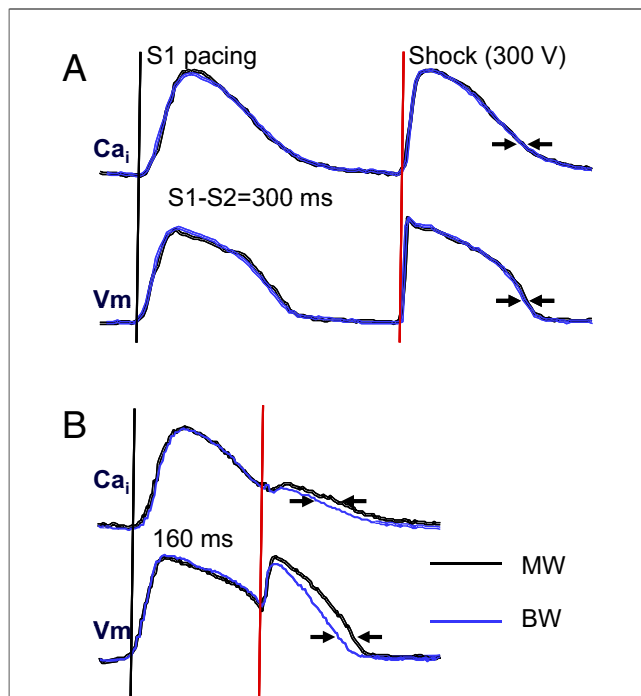 A
S1 pacing
Shock (300 V)
Cai
S1-S2=300 ms
Vm
B
Cai
160 ms
Vm
MW
BW